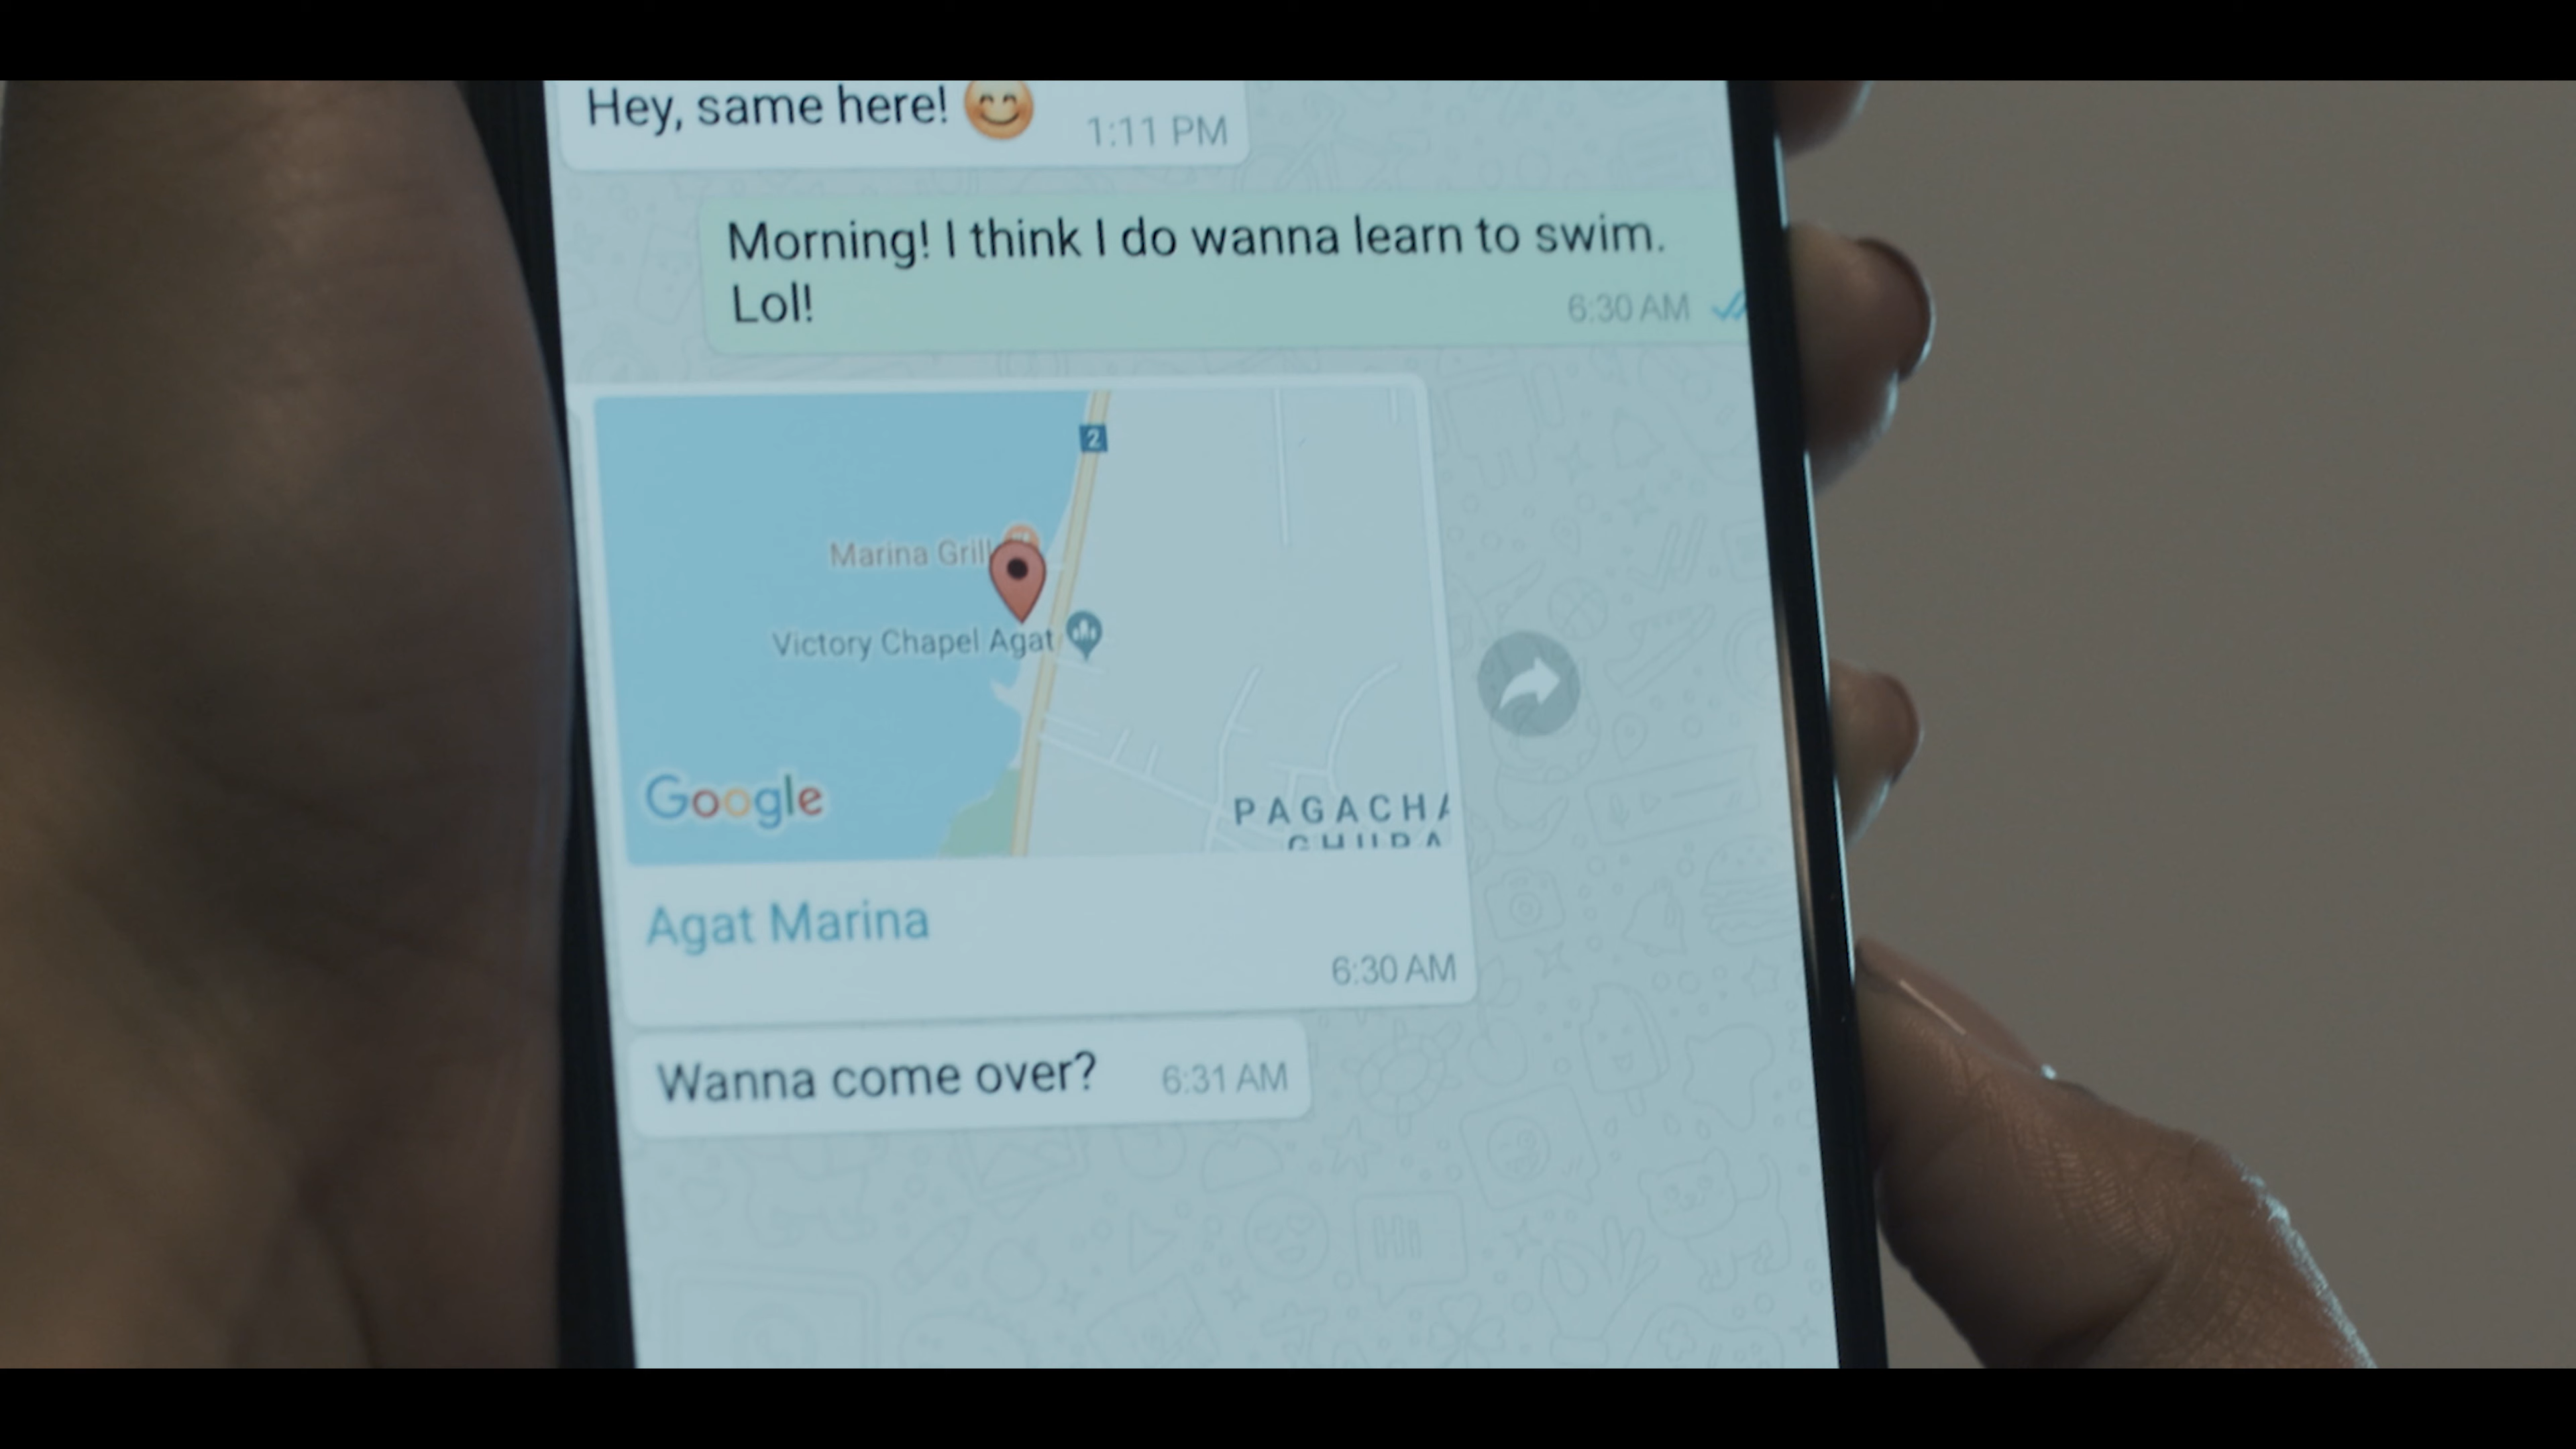 Hey, same here! 😊 1:11 PM
Morning! I think I do wanna learn to swim.
Lol! 6:30 AM
2
Marina Grill
Victory Chapel Agat
Google
PAGACHA
Agat Marina
6:30 AM
Wanna come over? 6:31 AM
Hi